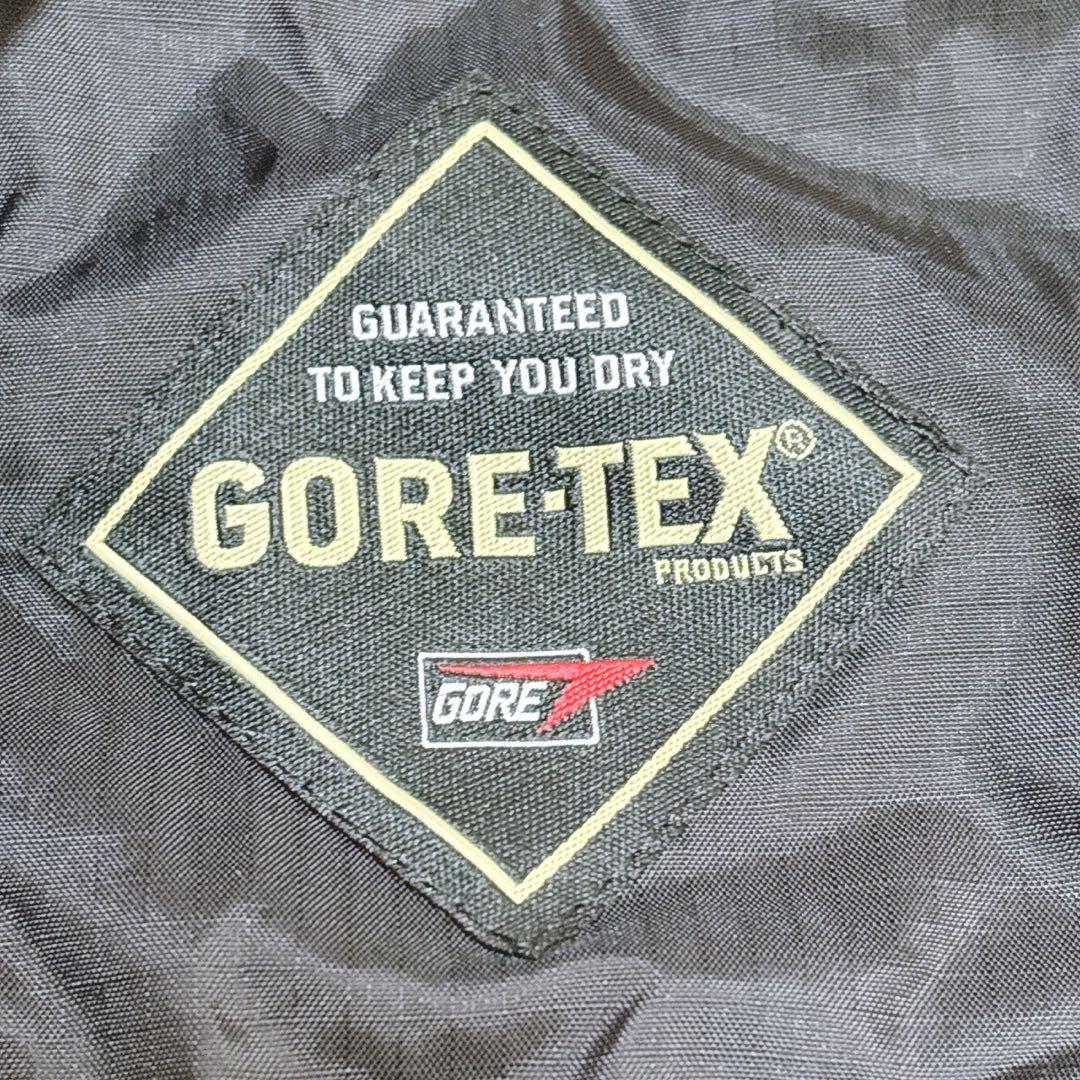 GUARANTEED
TO KEEP YOU DRY
GORE-TEX®
PRODUCTS
GORE